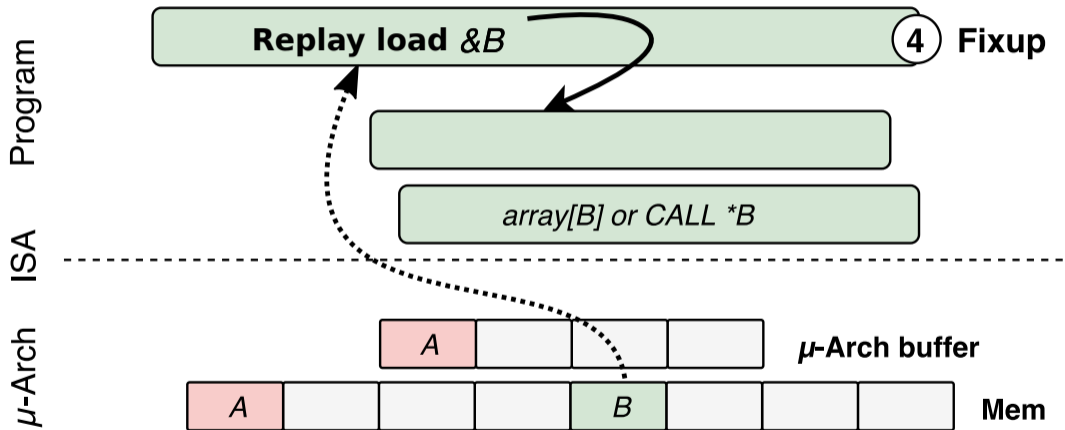 Program
ISA
μ-Arch
Replay load &B
4 Fixup
array[B] or CALL *B
A
μ-Arch buffer
A B Mem